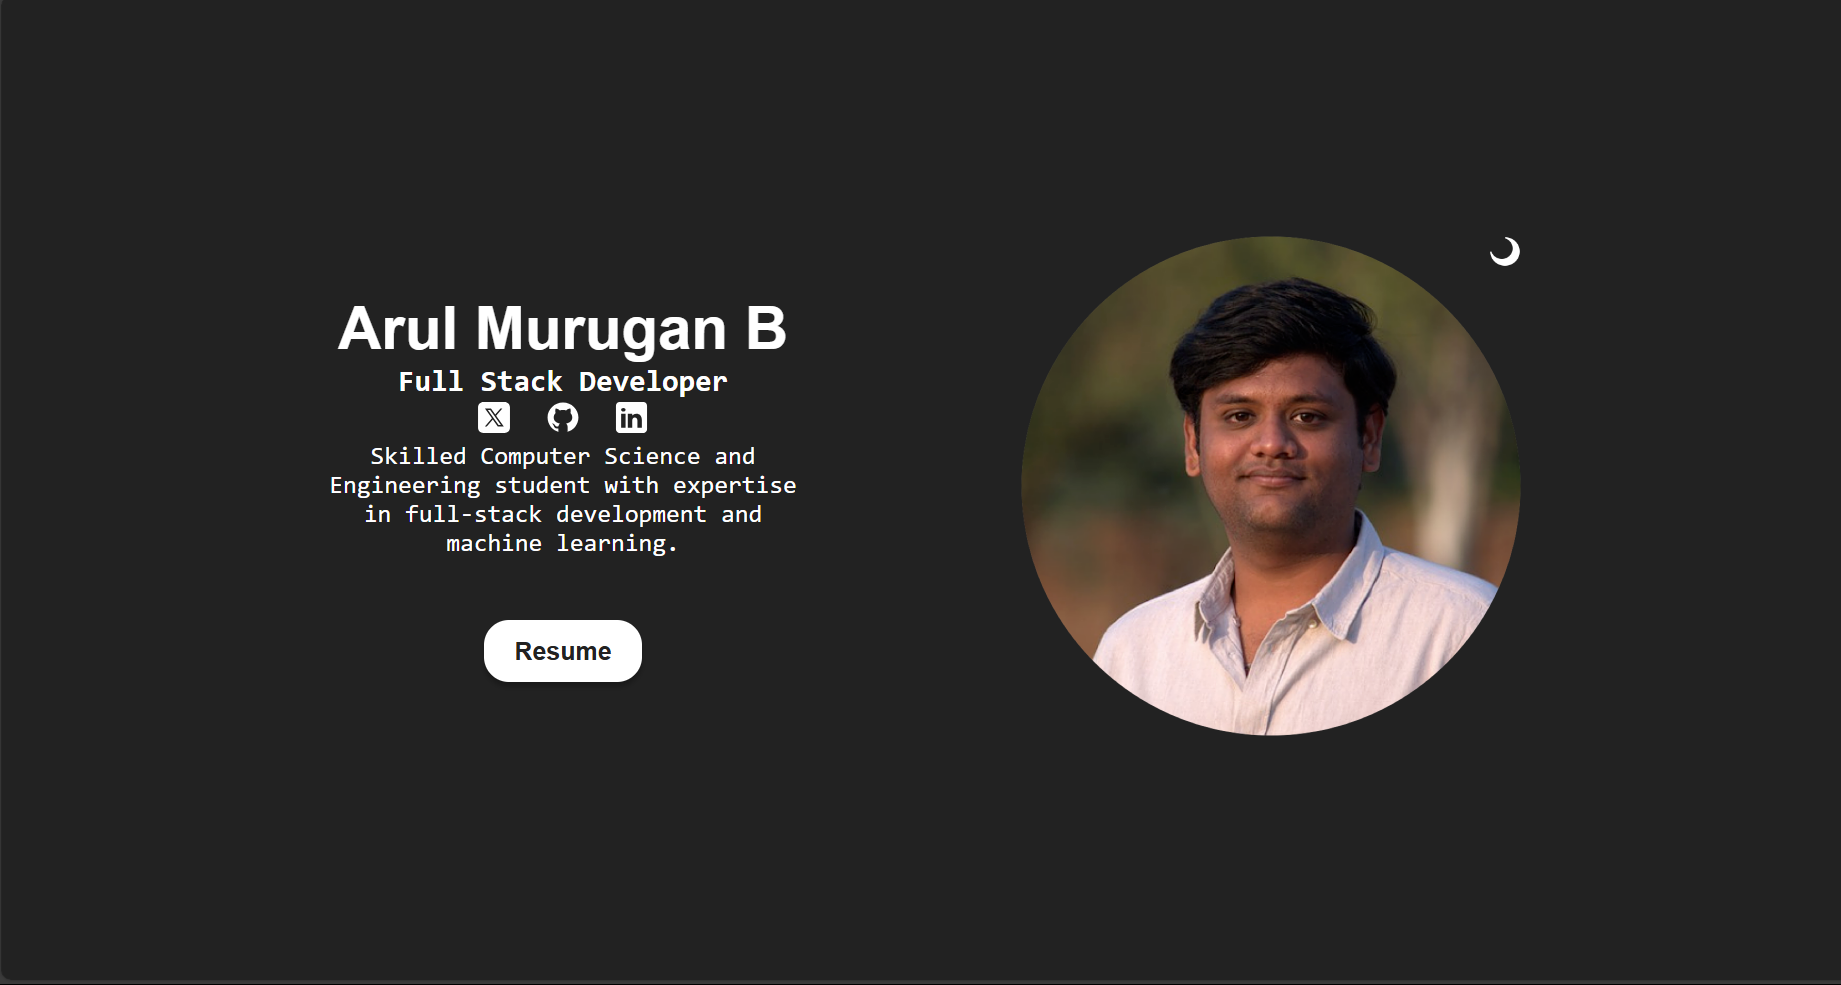 Arul Murugan B
Full Stack Developer
Skilled Computer Science and
Engineering student with expertise
in full-stack development and
machine learning.
Resume